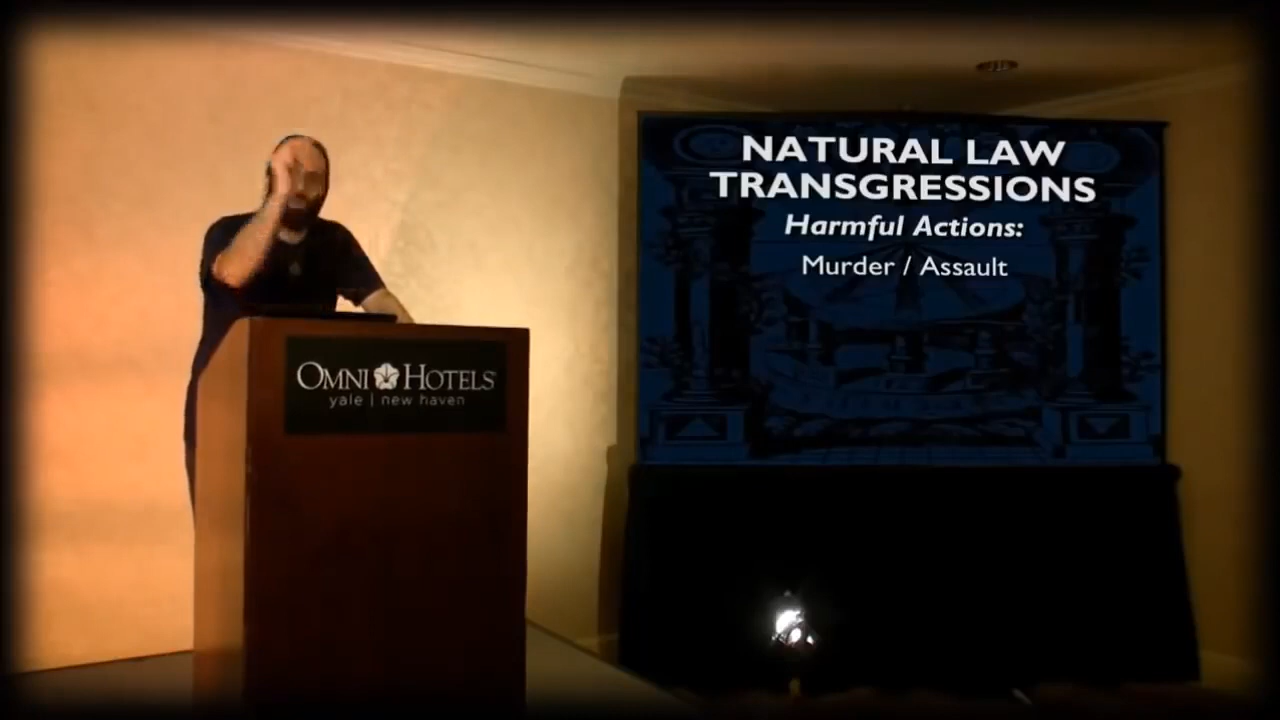 OMNI HOTELS
yale | new haven
NATURAL LAW
TRANSGRESSIONS
Harmful Actions:
Murder / Assault